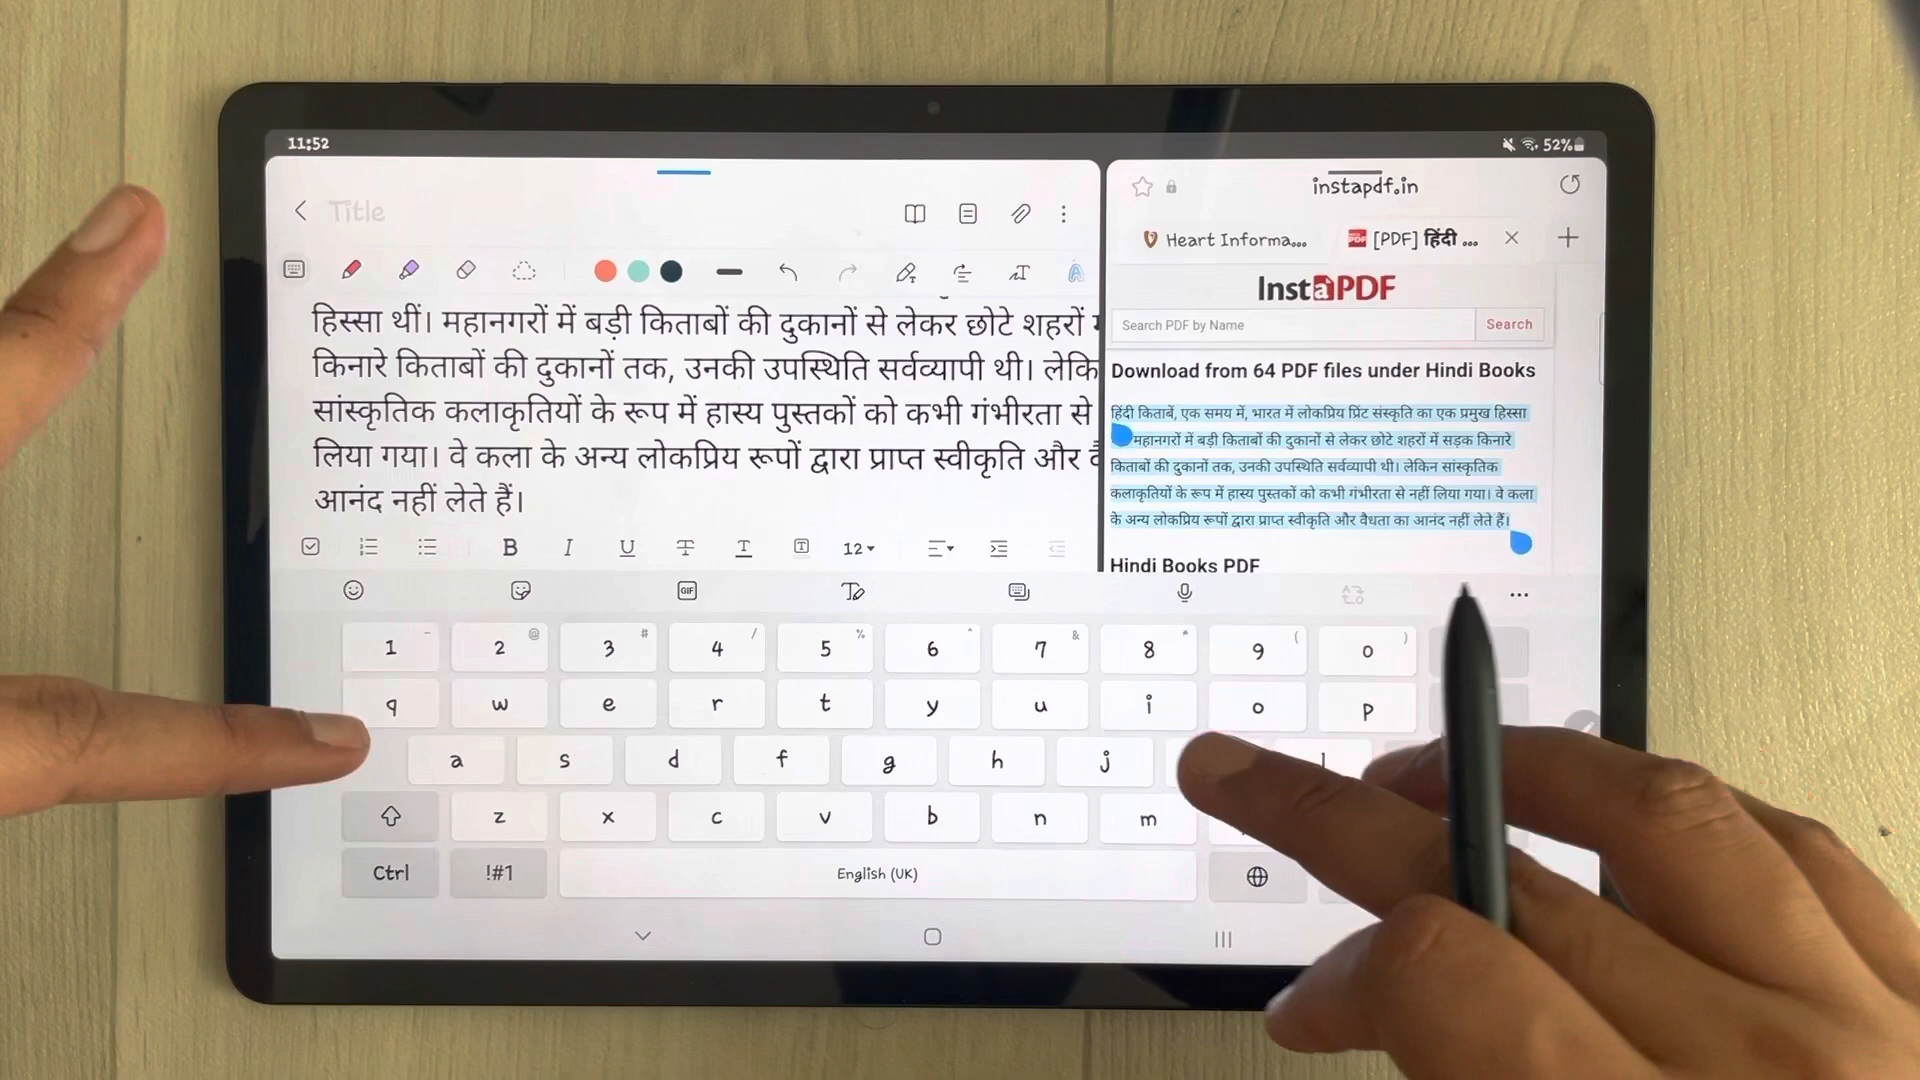 11:52
52%
Title
हिस्सा थीं। महानगरों में बड़ी किताबों की दुकानों से लेकर छोटे शहरों
किनारे किताबों की दुकानों तक, उनकी उपस्थिति सर्वव्यापी थी।
सांस्कृतिक कलाकृतियों के रूप में हास्य पुस्तकों को कभी गंभीरता से
लिया गया। वे कला के अन्य लोकप्रिय रूपों द्वारा प्राप्त स्वीकृति और
आनंद नहीं लेते हैं।
B I U T T T 12
instapdf.in
Heart Informa...
[PDF] हिंदी ...
InstaPDF
Search PDF by Name
Search
Download from 64 PDF files under Hindi Books
हिंदी किताबें, एक समय में, भारत में लोकप्रिय प्रिंट संस्कृति का एक प्रमुख हिस्सा
महानगरों में बड़ी किताबों की दुकानों से लेकर छोटे शहरों में सड़क किनारे
किताबों की दुकानों तक, उनकी उपस्थिति सर्वव्यापी थी। लेकिन सांस्कृतिक
कलाकृतियों के रूप में हास्य पुस्तकों को कभी गंभीरता से नहीं लिया गया। वे कला
के अन्य लोकप्रिय रूपों द्वारा प्राप्त स्वीकृति और वैधता का आनंद नहीं लेते हैं।
Hindi Books PDF
GIF
1 2 @ 3 # 4 / 5 % 6 ^ 7 & 8 * 9 ( 0 )
q w e r t y u i o p
a s d f g h j l
z x c v b n m
Ctrl !#1 English (UK)